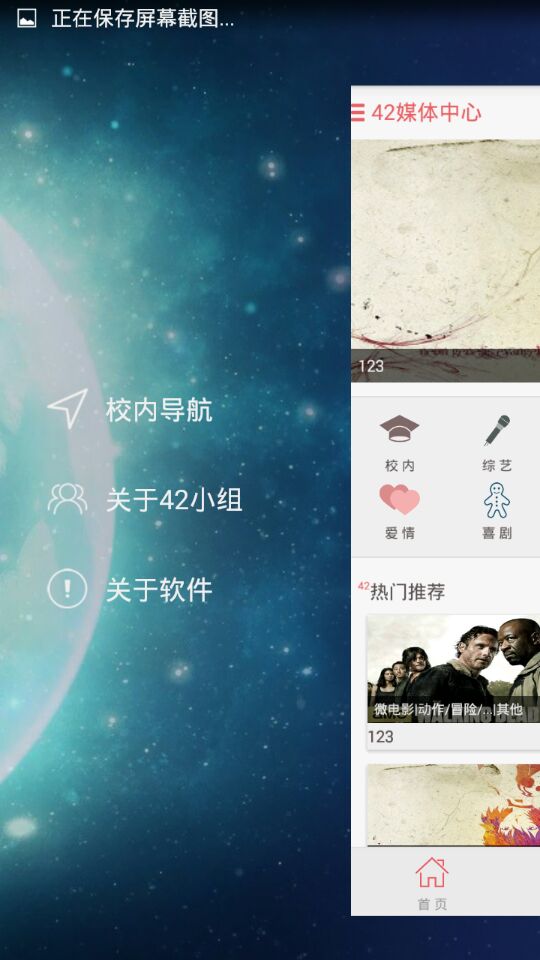 正在保存屏幕截图...
42媒体中心
123
校内导航
关于42小组
关于软件
校内
综艺
爱情
喜剧
42热门推荐
微电影|动作/冒险/...|其他
123
首页